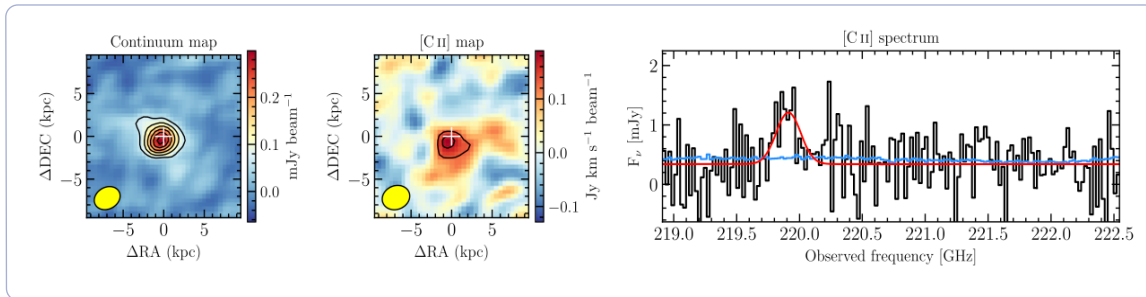 Continuum map
5
0
−5
ΔDEC (kpc)
−5 0 5
ΔRA (kpc)
0.2
0.1
0.0
mJy beam⁻¹
[C II] map
5
0
−5
ΔDEC (kpc)
−5 0 5
ΔRA (kpc)
0.1
0.0
−0.1
Jy km s⁻¹ beam⁻¹
[C II] spectrum
2
1
0
Fν [mJy]
219.0 219.5 220.0 220.5 221.0 221.5 222.0 222.5
Observed frequency [GHz]